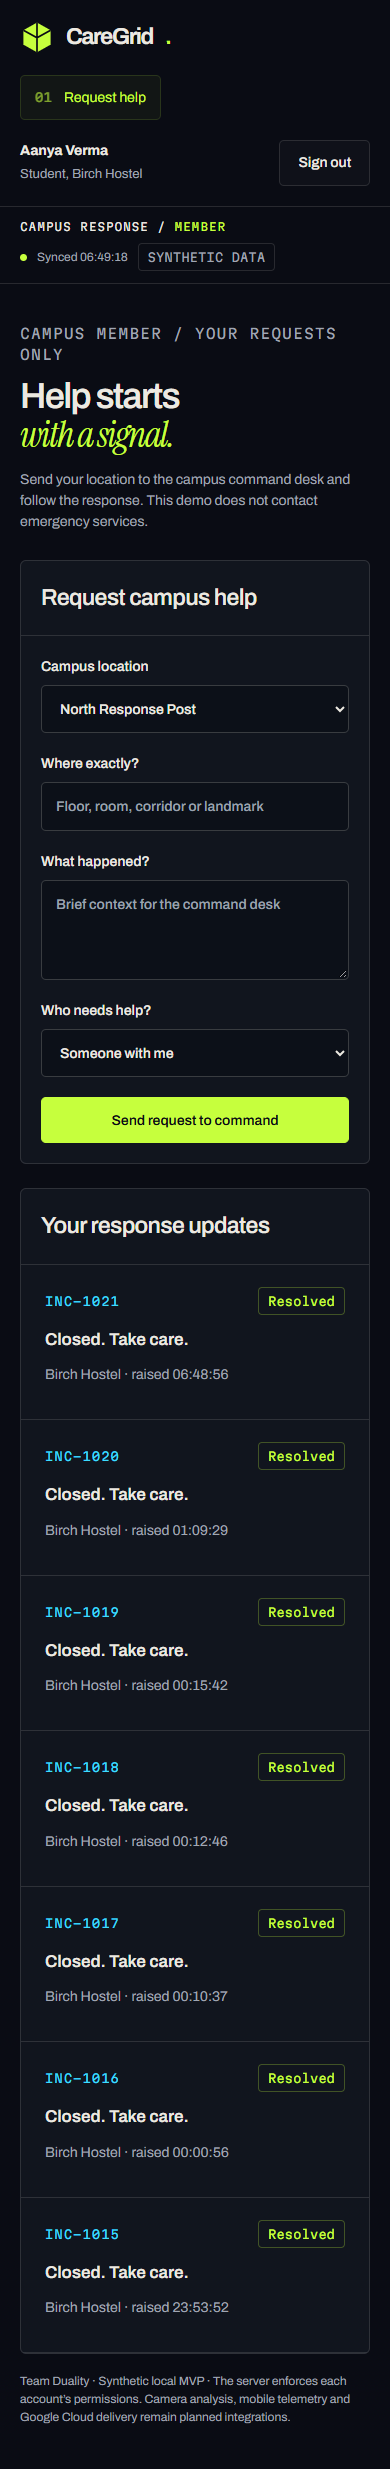 CareGrid .
01 Request help
Aanya Verma
Student, Birch Hostel
Sign out
CAMPUS RESPONSE / MEMBER
Synced 06:49:18 SYNTHETIC DATA
CAMPUS MEMBER / YOUR REQUESTS
ONLY
Help starts
with a signal.
Send your location to the campus command desk and
follow the response. This demo does not contact
emergency services.
Request campus help
Campus location
North Response Post
Where exactly?
Floor, room, corridor or landmark
What happened?
Brief context for the command desk
Who needs help?
Someone with me
Send request to command
Your response updates
INC-1021 Resolved
Closed. Take care.
Birch Hostel · raised 06:48:56
INC-1020 Resolved
Closed. Take care.
Birch Hostel · raised 01:09:29
INC-1019 Resolved
Closed. Take care.
Birch Hostel · raised 00:15:42
INC-1018 Resolved
Closed. Take care.
Birch Hostel · raised 00:12:46
INC-1017 Resolved
Closed. Take care.
Birch Hostel · raised 00:10:37
INC-1016 Resolved
Closed. Take care.
Birch Hostel · raised 00:00:56
INC-1015 Resolved
Closed. Take care.
Birch Hostel · raised 23:53:52
Team Duality · Synthetic local MVP · The server enforces each
account's permissions. Camera analysis, mobile telemetry and
Google Cloud delivery remain planned integrations.